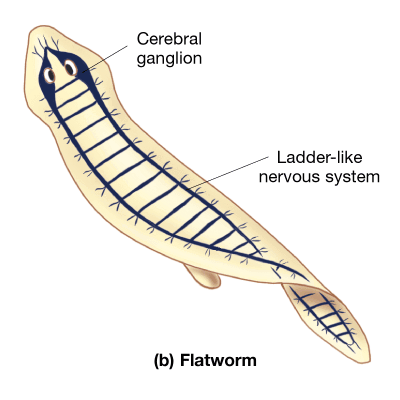 Cerebral
ganglion
Ladder-like
nervous system
(b) Flatworm